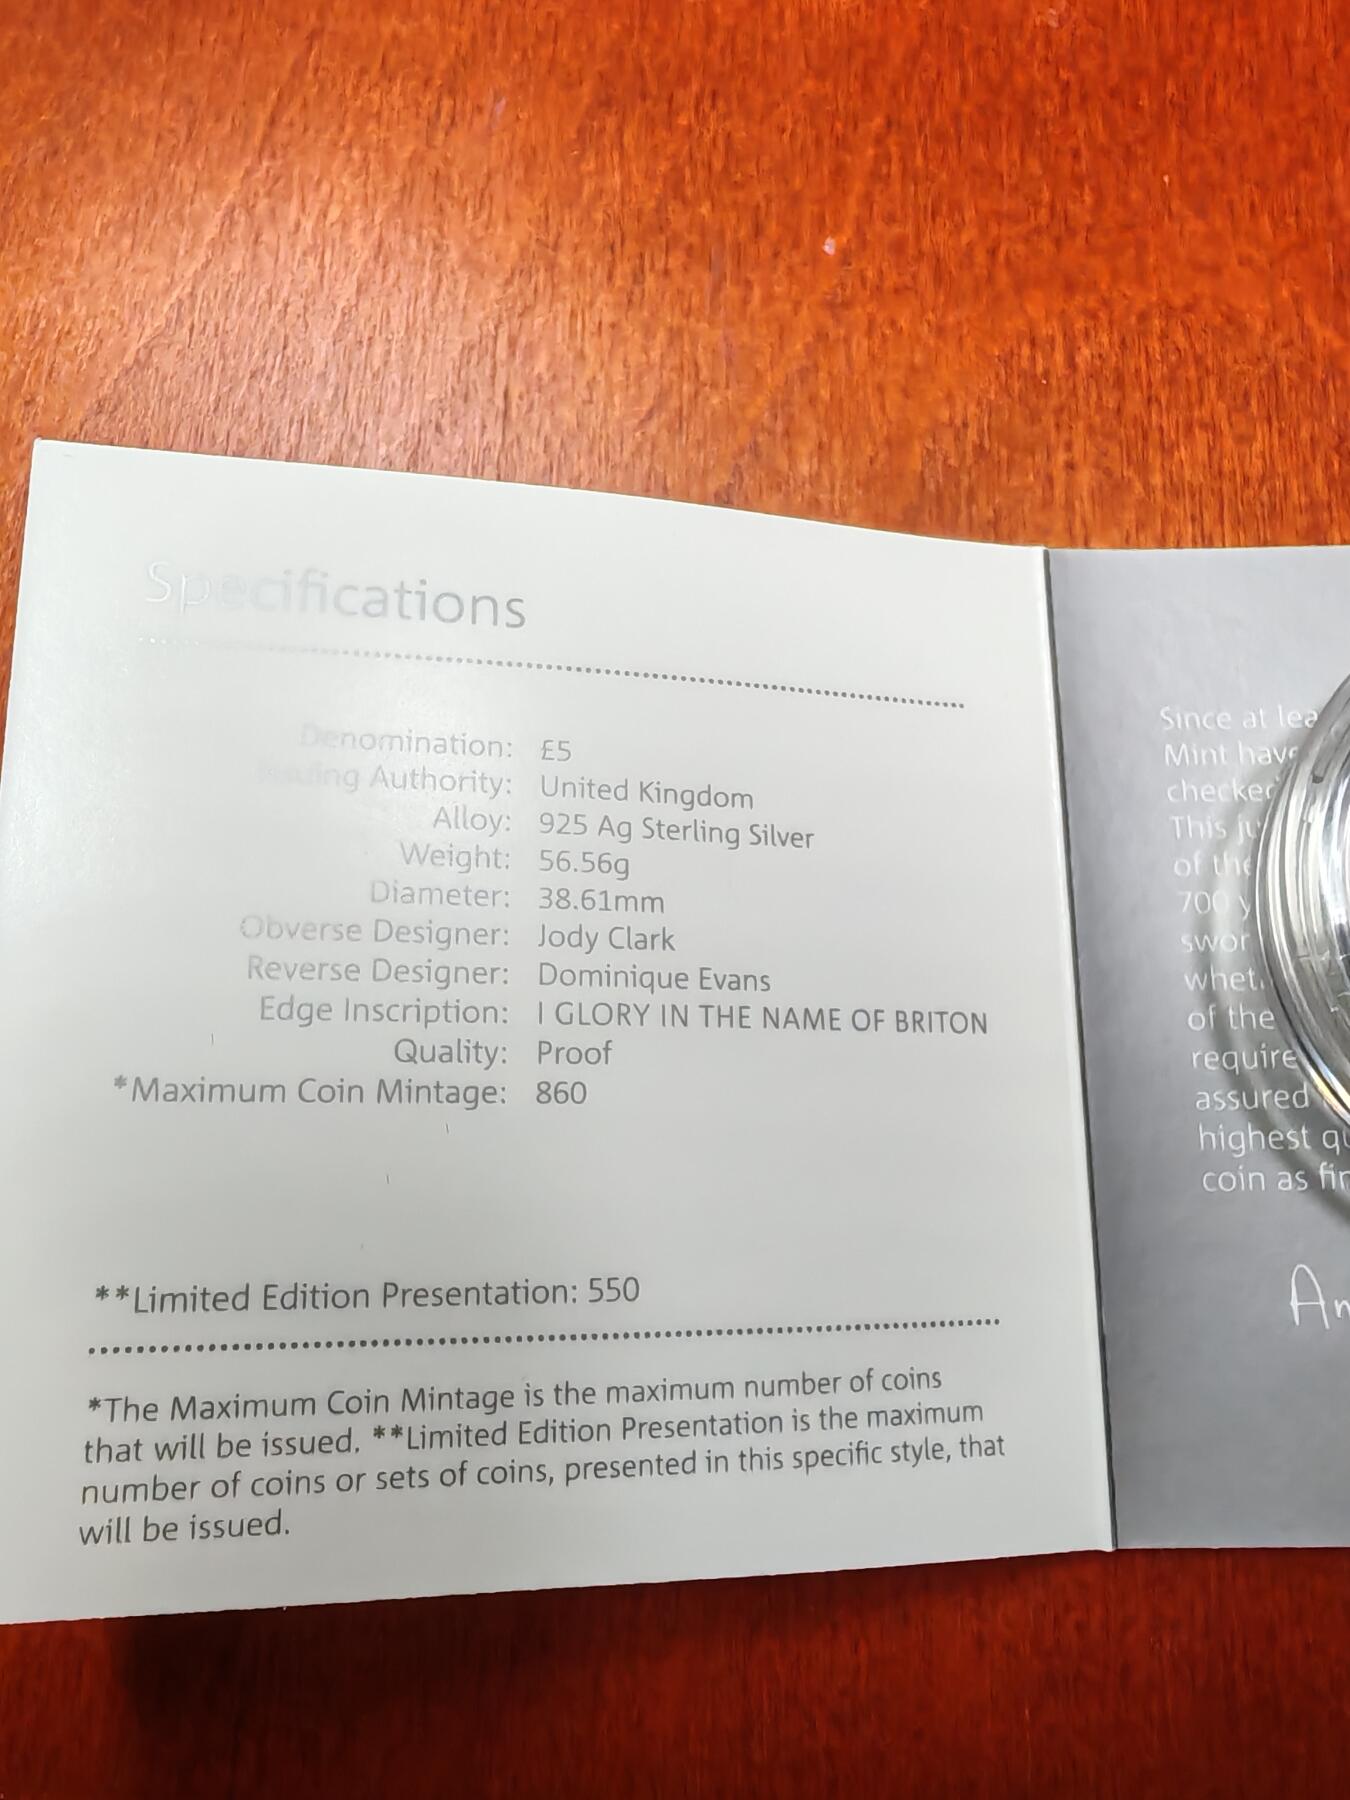 Specifications
Denomination: £5
Issuing Authority: United Kingdom
Alloy: 925 Ag Sterling Silver
Weight: 56.56g
Diameter: 38.61mm
Obverse Designer: Jody Clark
Reverse Designer: Dominique Evans
Edge Inscription: I GLORY IN THE NAME OF BRITON
Quality: Proof
*Maximum Coin Mintage: 860
**Limited Edition Presentation: 550
*The Maximum Coin Mintage is the maximum number of coins
that will be issued. **Limited Edition Presentation is the maximum
number of coins or sets of coins, presented in this specific style, that
will be issued.
Since at
Mint
This
of the
700
of the
assured
highest
coin as